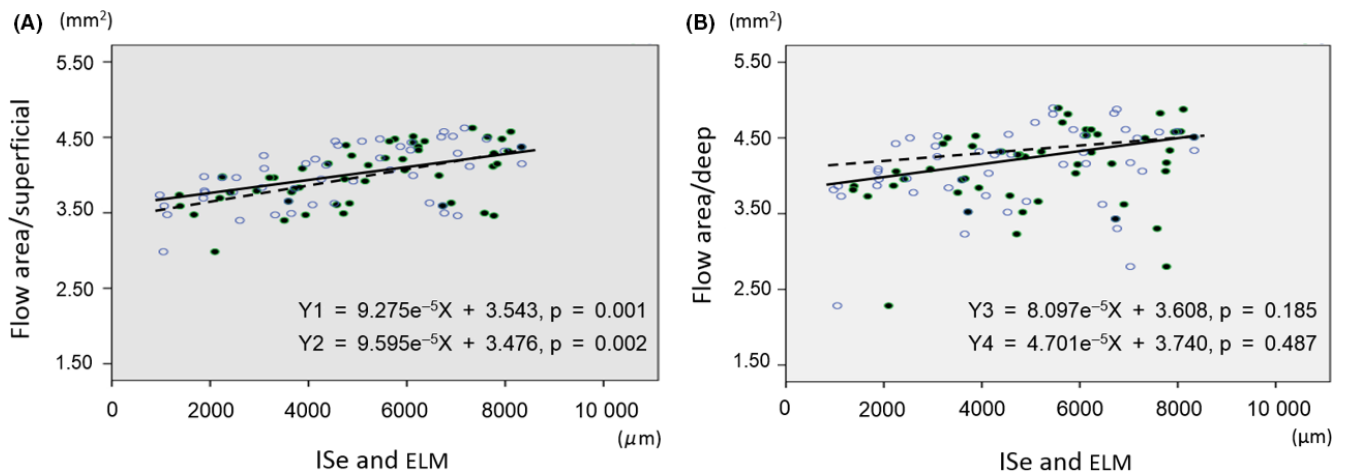 (A) (mm²)
5.50
4.50
3.50
2.50
1.50
Flow area/superficial
Y1 = 9.275e⁻⁵X + 3.543, p = 0.001
Y2 = 9.595e⁻⁵X + 3.476, p = 0.002
0 2000 4000 6000 8000 10 000
(μm)
ISe and ELM
(B) (mm²)
5.50
4.50
3.50
2.50
1.50
Flow area/deep
Y3 = 8.097e⁻⁵X + 3.608, p = 0.185
Y4 = 4.701e⁻⁵X + 3.740, p = 0.487
0 2000 4000 6000 8000 10 000
(μm)
ISe and ELM